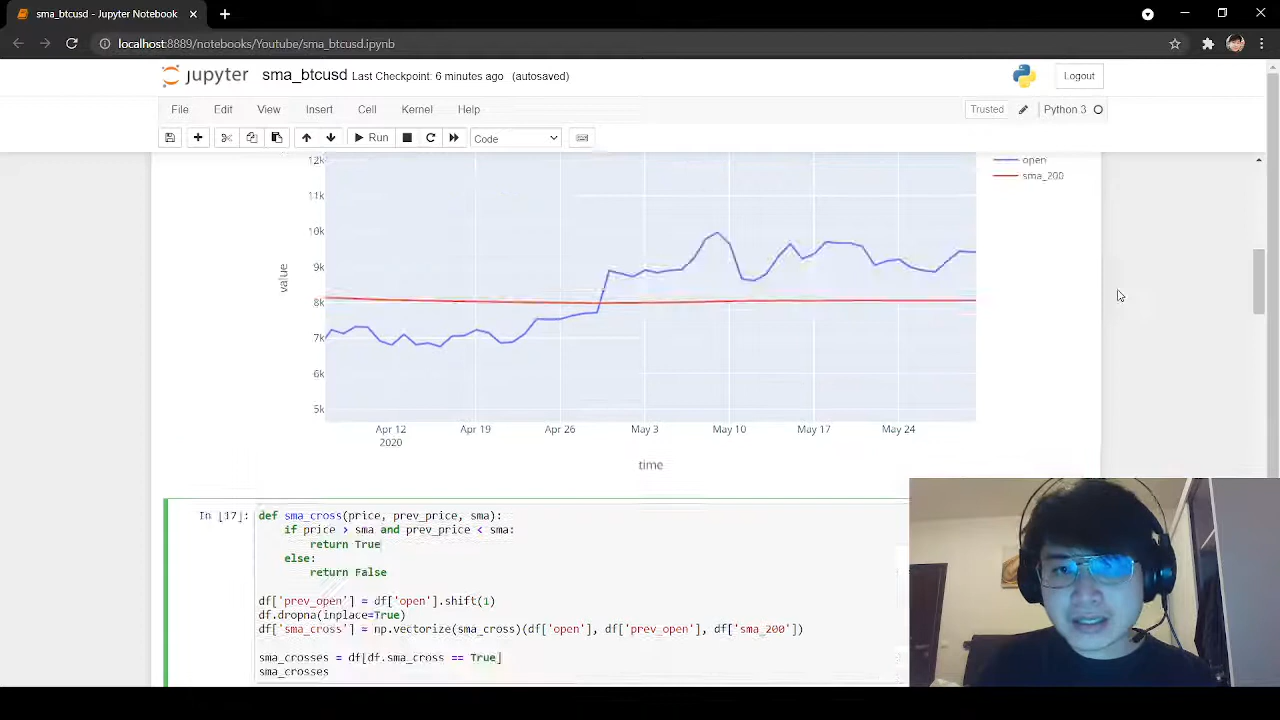 sma_btcusd - Jupyter Notebook
localhost:8889/notebooks/Youtube/sma_btcusd.ipynb
jupyter sma_btcusd Last Checkpoint: 6 minutes ago (autosaved)
Logout
File Edit View Insert Cell Kernel Help
Trusted
Python 3
Run
Code
12k
11k
10k
9k
8k
7k
6k
5k
value
open
sma_200
Apr 12 Apr 19 Apr 26 May 3 May 10 May 17 May 24
2020
time
In [17]: def sma_cross(price, prev_price, sma):
if price > sma and prev_price < sma:
return True
else:
return False
df['prev_open'] = df['open'].shift(1)
df.dropna(inplace=True)
df['sma_cross'] = np.vectorize(sma_cross)(df['open'], df['prev_open'], df['sma_200'])
sma_crosses = df[df.sma_cross == True]
sma_crosses